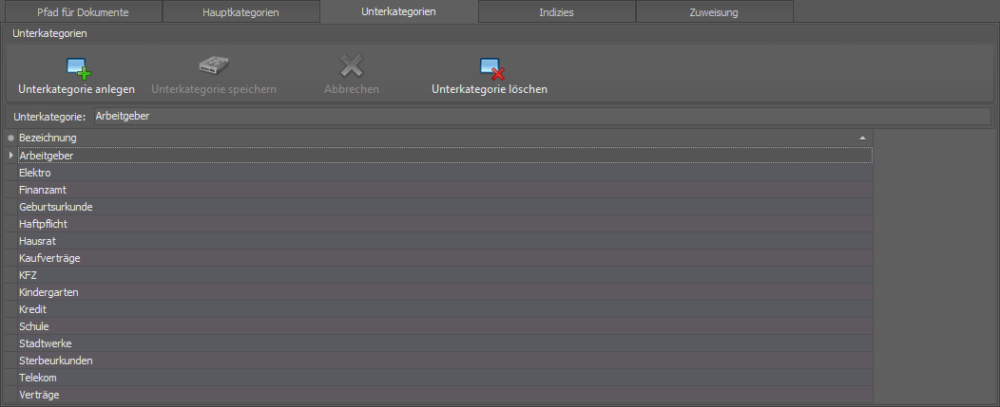 Pfad für Dokumente Hauptkategorien Unterkategorien Indizies Zuweisung
Unterkategorien
Unterkategorie anlegen Unterkategorie speichern Abbrechen Unterkategorie löschen
Unterkategorie: Arbeitgeber
Bezeichnung
Arbeitgeber
Elektro
Finanzamt
Geburtsurkunde
Haftpflicht
Hausrat
Kaufverträge
KFZ
Kindergarten
Kredit
Schule
Stadtwerke
Sterbeurkunden
Telekom
Verträge